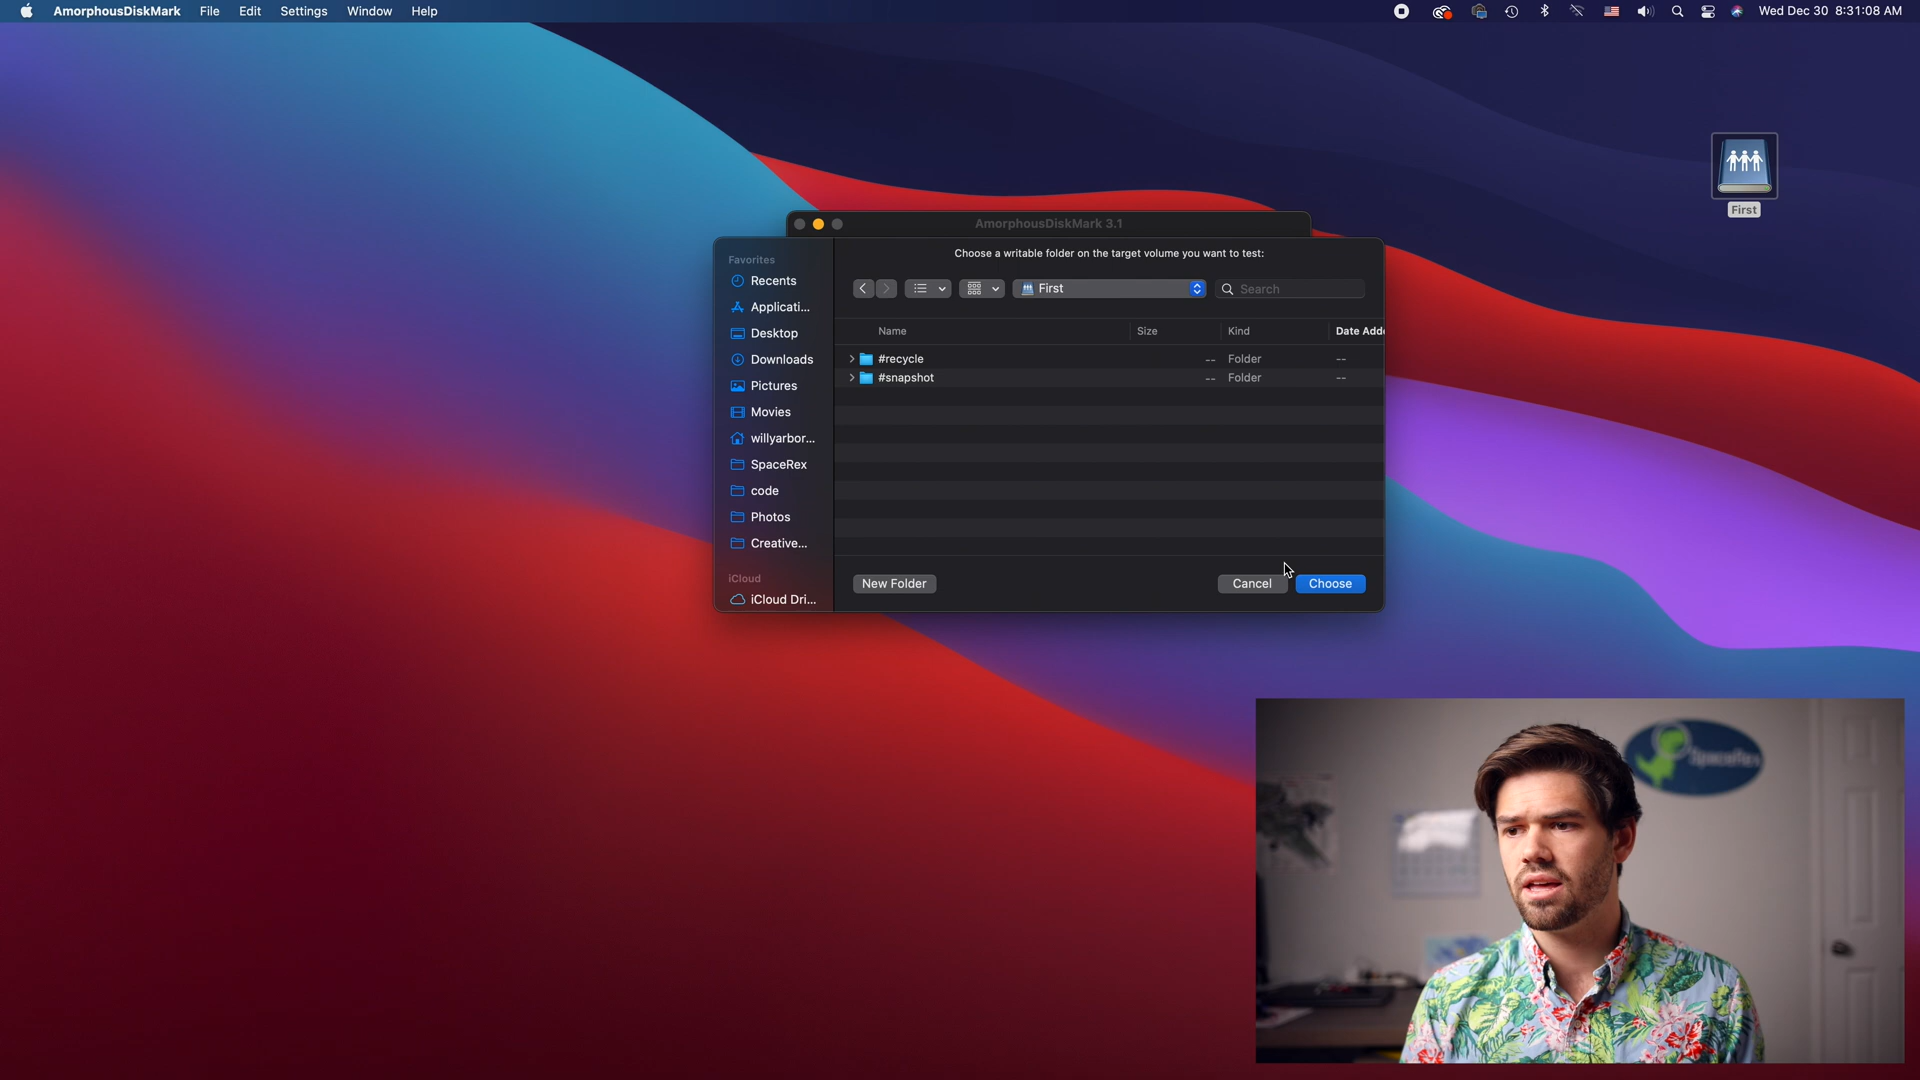 AmorphousDiskMark File Edit Settings Window Help
Wed Dec 30 8:31:08 AM
First
AmorphousDiskMark 3.1
Choose a writable folder on the target volume you want to test:
Favorites
Recents
Applicati...
Desktop
Downloads
Pictures
Movies
willyarbor...
SpaceRex
code
Photos
Creative...
iCloud
iCloud Dri...
First
Search
Name Size Kind Date Adde
#recycle -- Folder --
#snapshot -- Folder --
New Folder
Cancel
Choose
SpaceRex